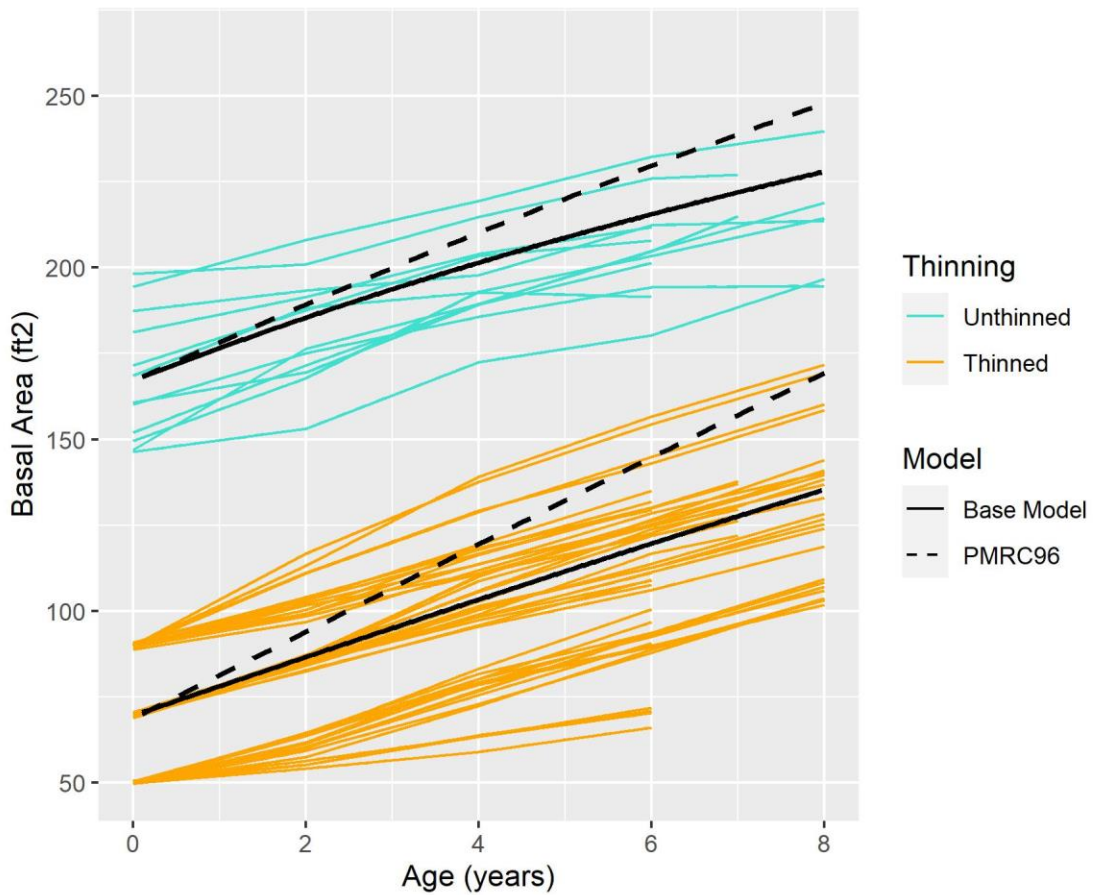 250
200
150
100
50
Basal Area (ft2)
0
2
4
6
8
Age (years)
Thinning
Unthinned
Thinned
Model
Base Model
PMRC96